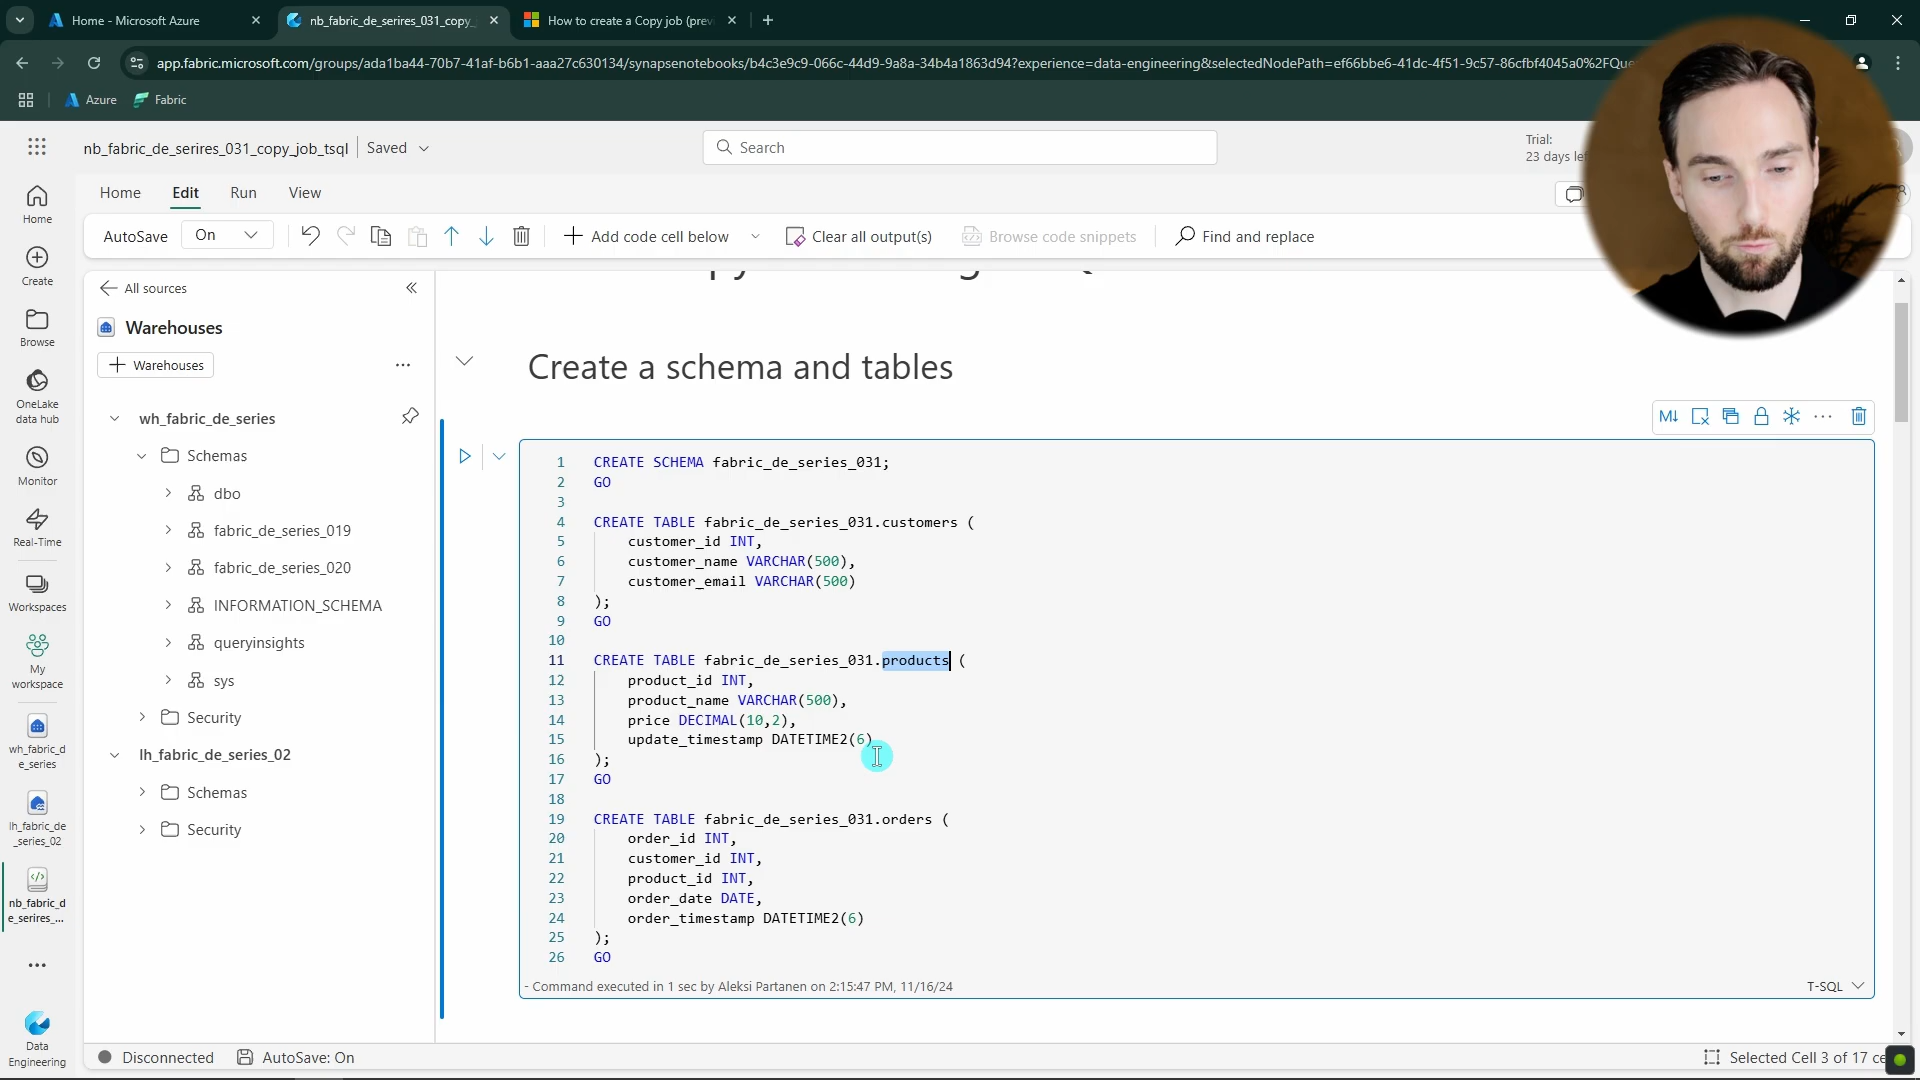 Home - Microsoft Azure
nb_fabric_de_serires_031_copy_
How to create a Copy job (prev
app.fabric.microsoft.com/groups/ada1ba44-70b7-41af-b6b1-aaa27c630134/synapsenotebooks/b4c3e9c9-066c-44d9-9a8a-34b4a1863d94?experience=data-engineering&selectedNodePath=ef66bbe6-41dc-4f51-9c57-86cfbf4045a0%2FQue
Azure
Fabric
nb_fabric_de_serires_031_copy_job_tsql
Saved
Search
Trial:
23 days left
Home
Edit
Run
View
AutoSave
On
Add code cell below
Clear all output(s)
Browse code snippets
Find and replace
Home
Create
Browse
OneLake
data hub
Monitor
Real-Time
Workspaces
My
workspace
wh_fabric_d
e_series
lh_fabric_de
_series_02
nb_fabric_d
e_serires_...
Data
Engineering
All sources
Warehouses
+ Warehouses
wh_fabric_de_series
Schemas
dbo
fabric_de_series_019
fabric_de_series_020
INFORMATION_SCHEMA
queryinsights
sys
Security
lh_fabric_de_series_02
Schemas
Security
Create a schema and tables
M↓
1 CREATE SCHEMA fabric_de_series_031;
2 GO
3
4 CREATE TABLE fabric_de_series_031.customers (
5 customer_id INT,
6 customer_name VARCHAR(500),
7 customer_email VARCHAR(500)
8 );
9 GO
10
11 CREATE TABLE fabric_de_series_031.products (
12 product_id INT,
13 product_name VARCHAR(500),
14 price DECIMAL(10,2),
15 update_timestamp DATETIME2(6)
16 );
17 GO
18
19 CREATE TABLE fabric_de_series_031.orders (
20 order_id INT,
21 customer_id INT,
22 product_id INT,
23 order_date DATE,
24 order_timestamp DATETIME2(6)
25 );
26 GO
- Command executed in 1 sec by Aleksi Partanen on 2:15:47 PM, 11/16/24
T-SQL
Disconnected
AutoSave: On
Selected Cell 3 of 17 ce